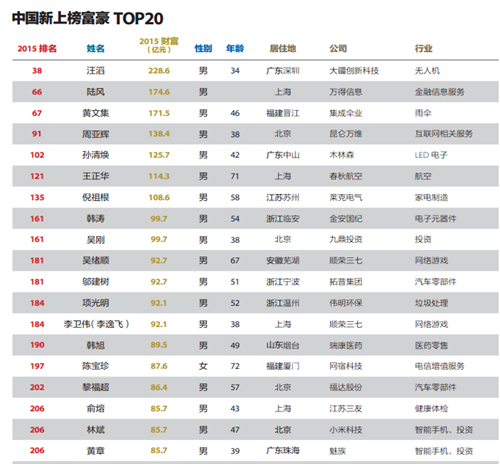 中国新上榜富豪 TOP20
2015 排名 姓名 2015 财富（亿元） 性别 年龄 居住地 公司 行业
38 汪滔 228.6 男 34 广东深圳 大疆创新科技 无人机
66 陆风 174.6 男 上海 万得信息 金融信息服务
67 黄文集 171.5 男 46 福建晋江 集成伞业 雨伞
91 周亚辉 138.4 男 38 北京 昆仑万维 互联网相关服务
102 孙清焕 125.7 男 42 广东中山 木林森 LED 电子
121 王正华 114.3 男 71 上海 春秋航空 航空
135 倪祖根 108.6 男 58 江苏苏州 莱克电气 家电制造
161 韩涛 99.7 男 54 浙江临安 金安国纪 电子元器件
161 吴刚 99.7 男 38 北京 九鼎投资 投资
181 吴绪顺 92.7 男 67 安徽芜湖 顺荣三七 网络游戏
181 邬建树 92.7 男 51 浙江宁波 拓普集团 汽车零部件
184 项光明 92.1 男 52 浙江温州 伟明环保 垃圾处理
184 李卫伟（李逸飞） 92.1 男 38 上海 顺荣三七 网络游戏
190 韩旭 89.5 男 49 山东烟台 瑞康医药 医药零售
197 陈宝珍 87.6 女 72 福建厦门 网宿科技 电信增值服务
202 黎福超 86.4 男 57 北京 福达股份 汽车零部件
206 俞熔 85.7 男 43 上海 江苏三友 健康体检
206 林斌 85.7 男 47 北京 小米科技 智能手机、投资
206 黄章 85.7 男 39 广东珠海 魅族 智能手机、投资